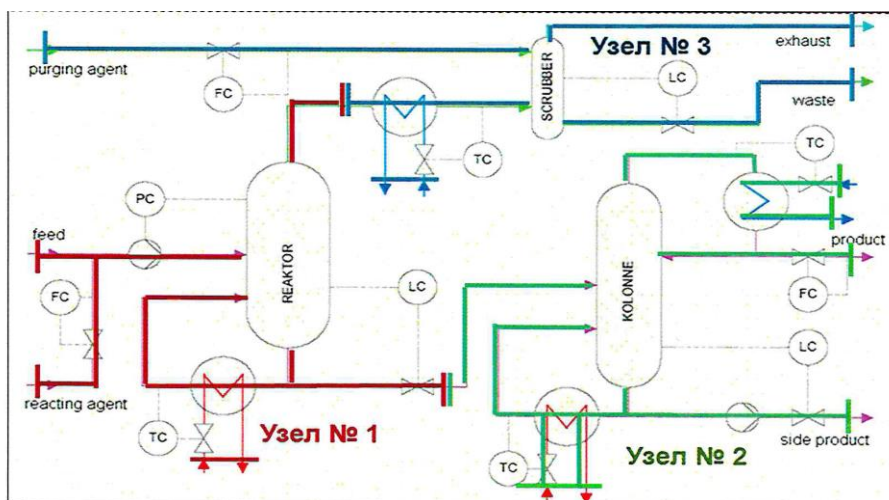 Узел № 3
exhaust
purging agent
FC
SCRUBBER
LC
waste
TC
TC
PC
feed
REAKTOR
KOLONNE
product
FC
LC
FC
LC
reacting agent
TC
Узел № 1
TC
Узел № 2
side product